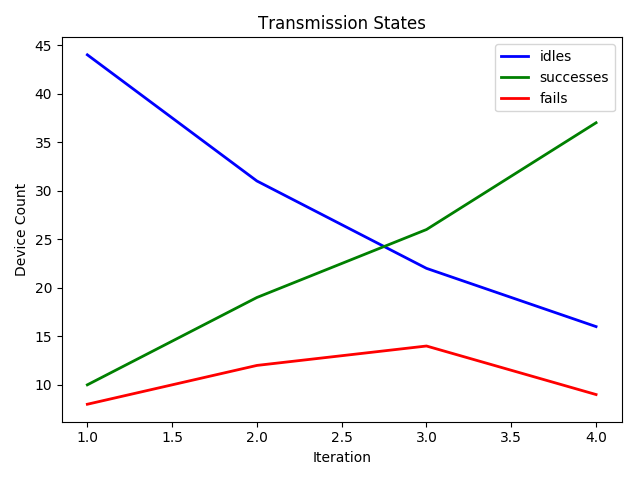 Transmission States
idles
successes
fails
Device Count
45
40
35
30
25
20
15
10
1.0 1.5 2.0 2.5 3.0 3.5 4.0
Iteration